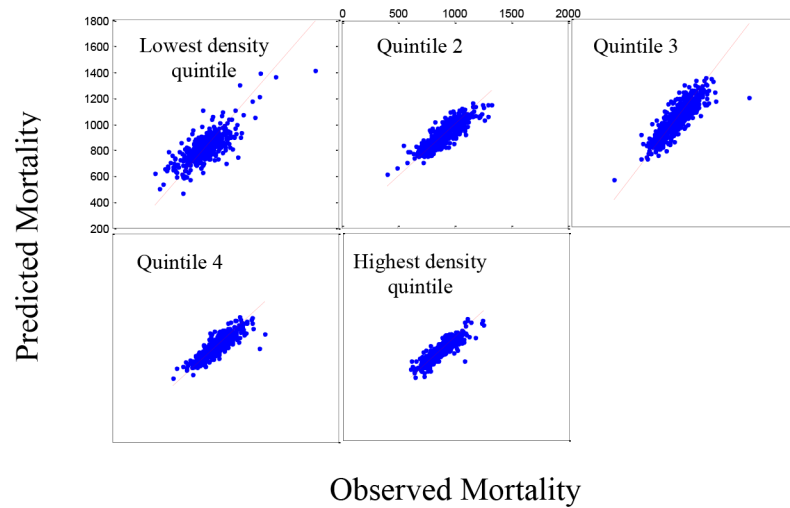 0 500 1000 2000
1800
1600
1400
1200
1000
800
600
400
200
Lowest density
quintile
Quintile 2
Quintile 3
Quintile 4
Highest density
quintile
Predicted Mortality
Observed Mortality